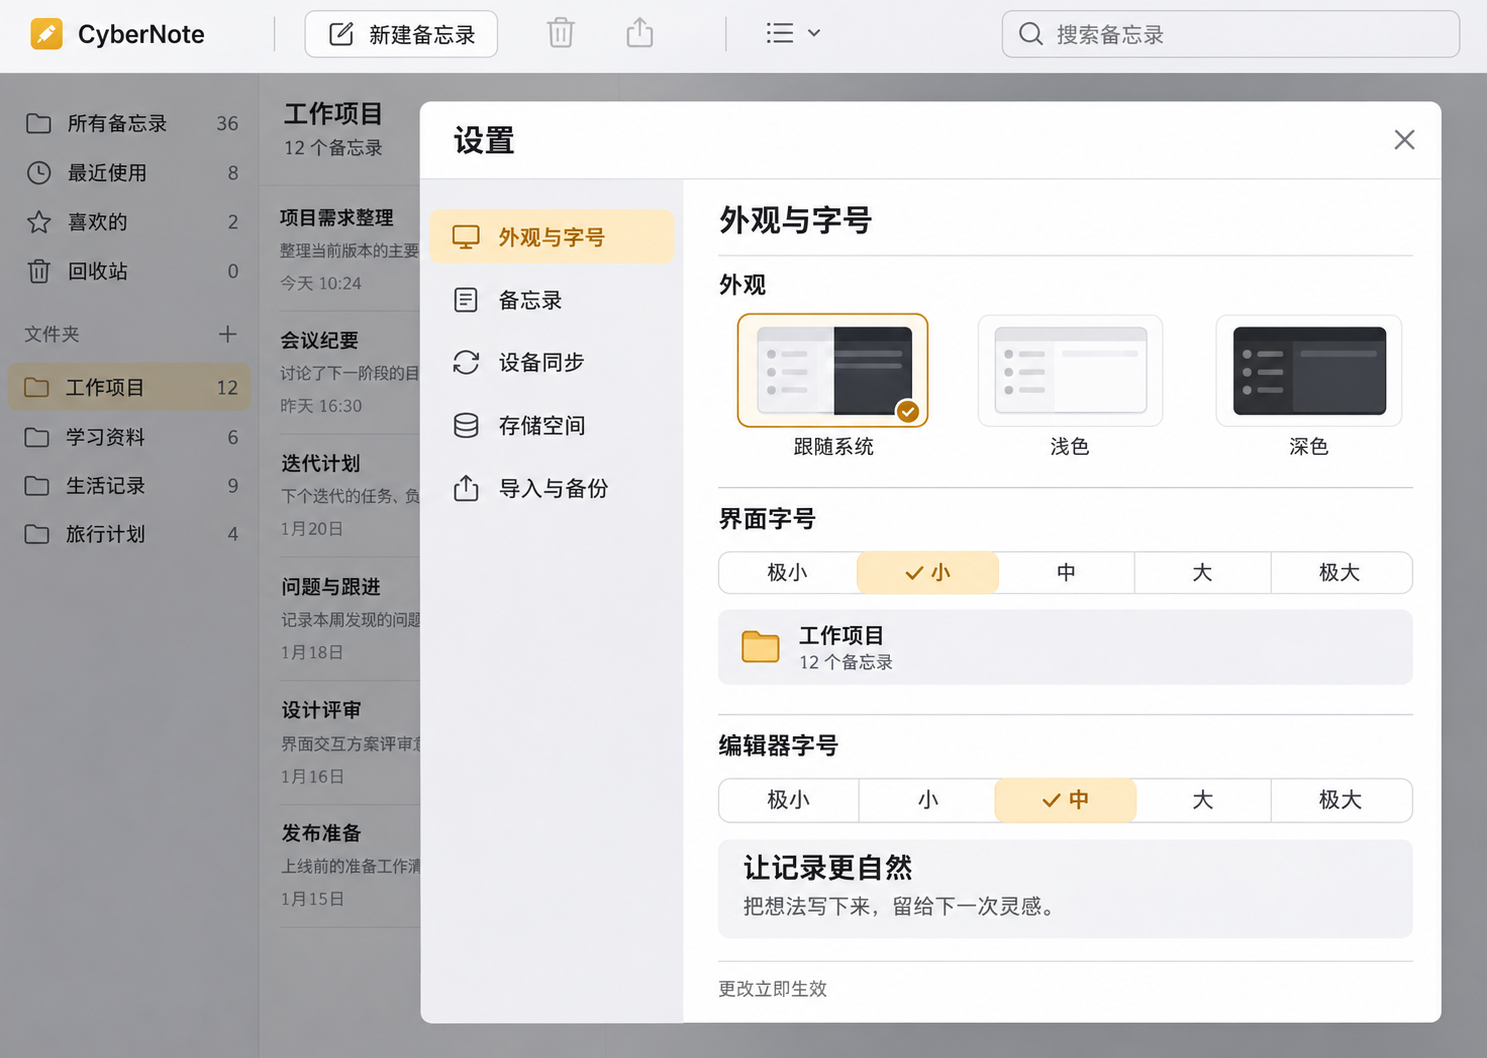 CyberNote
新建备忘录
搜索备忘录
所有备忘录 36
最近使用 8
喜欢的 2
回收站 0
文件夹
工作项目 12
学习资料 6
生活记录 9
旅行计划 4
工作项目
12 个备忘录
项目需求整理
整理当前版本的主要
今天 10:24
会议纪要
讨论了下一阶段的目
昨天 16:30
迭代计划
下个迭代的任务、负
1月20日
问题与跟进
记录本周发现的问题
1月18日
设计评审
界面交互方案评审
1月16日
发布准备
上线前的准备工作清
1月15日
设置
外观与字号
备忘录
设备同步
存储空间
导入与备份
外观与字号
外观
跟随系统
浅色
深色
界面字号
极小 小 中 大 极大
工作项目
12 个备忘录
编辑器字号
极小 小 中 大 极大
让记录更自然
把想法写下来，留给下一次灵感。
更改立即生效